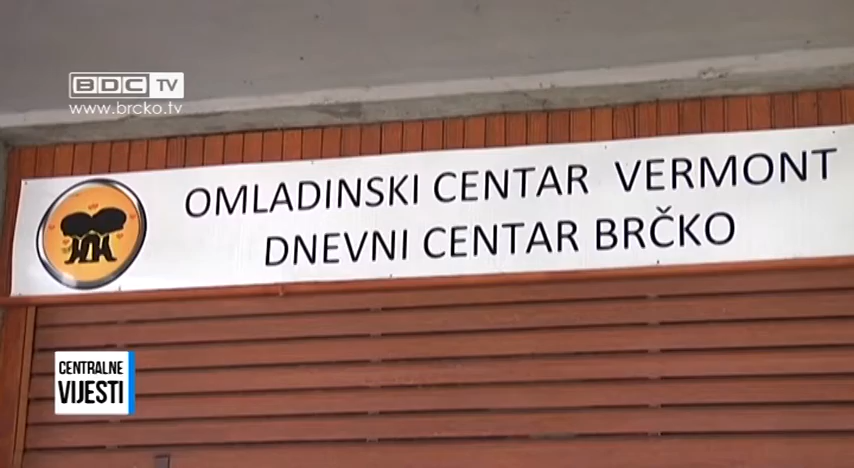 BDC TV
www.brcko.tv
OMLADINSKI CENTAR VERMONT
DNEVNI CENTAR BRČKO
CENTRALNE
VIJESTI